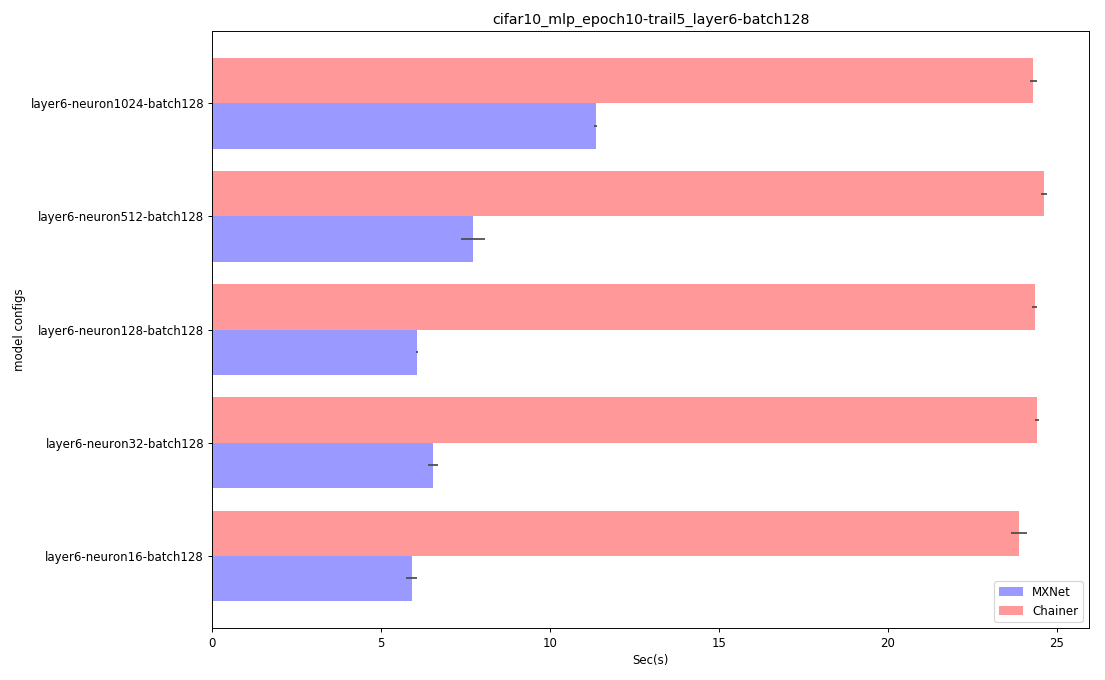 cifar10_mlp_epoch10-trail5_layer6-batch128
layer6-neuron1024-batch128
layer6-neuron512-batch128
layer6-neuron128-batch128
layer6-neuron32-batch128
layer6-neuron16-batch128
model configs
MXNet
Chainer
0 5 10 15 20 25
Sec(s)